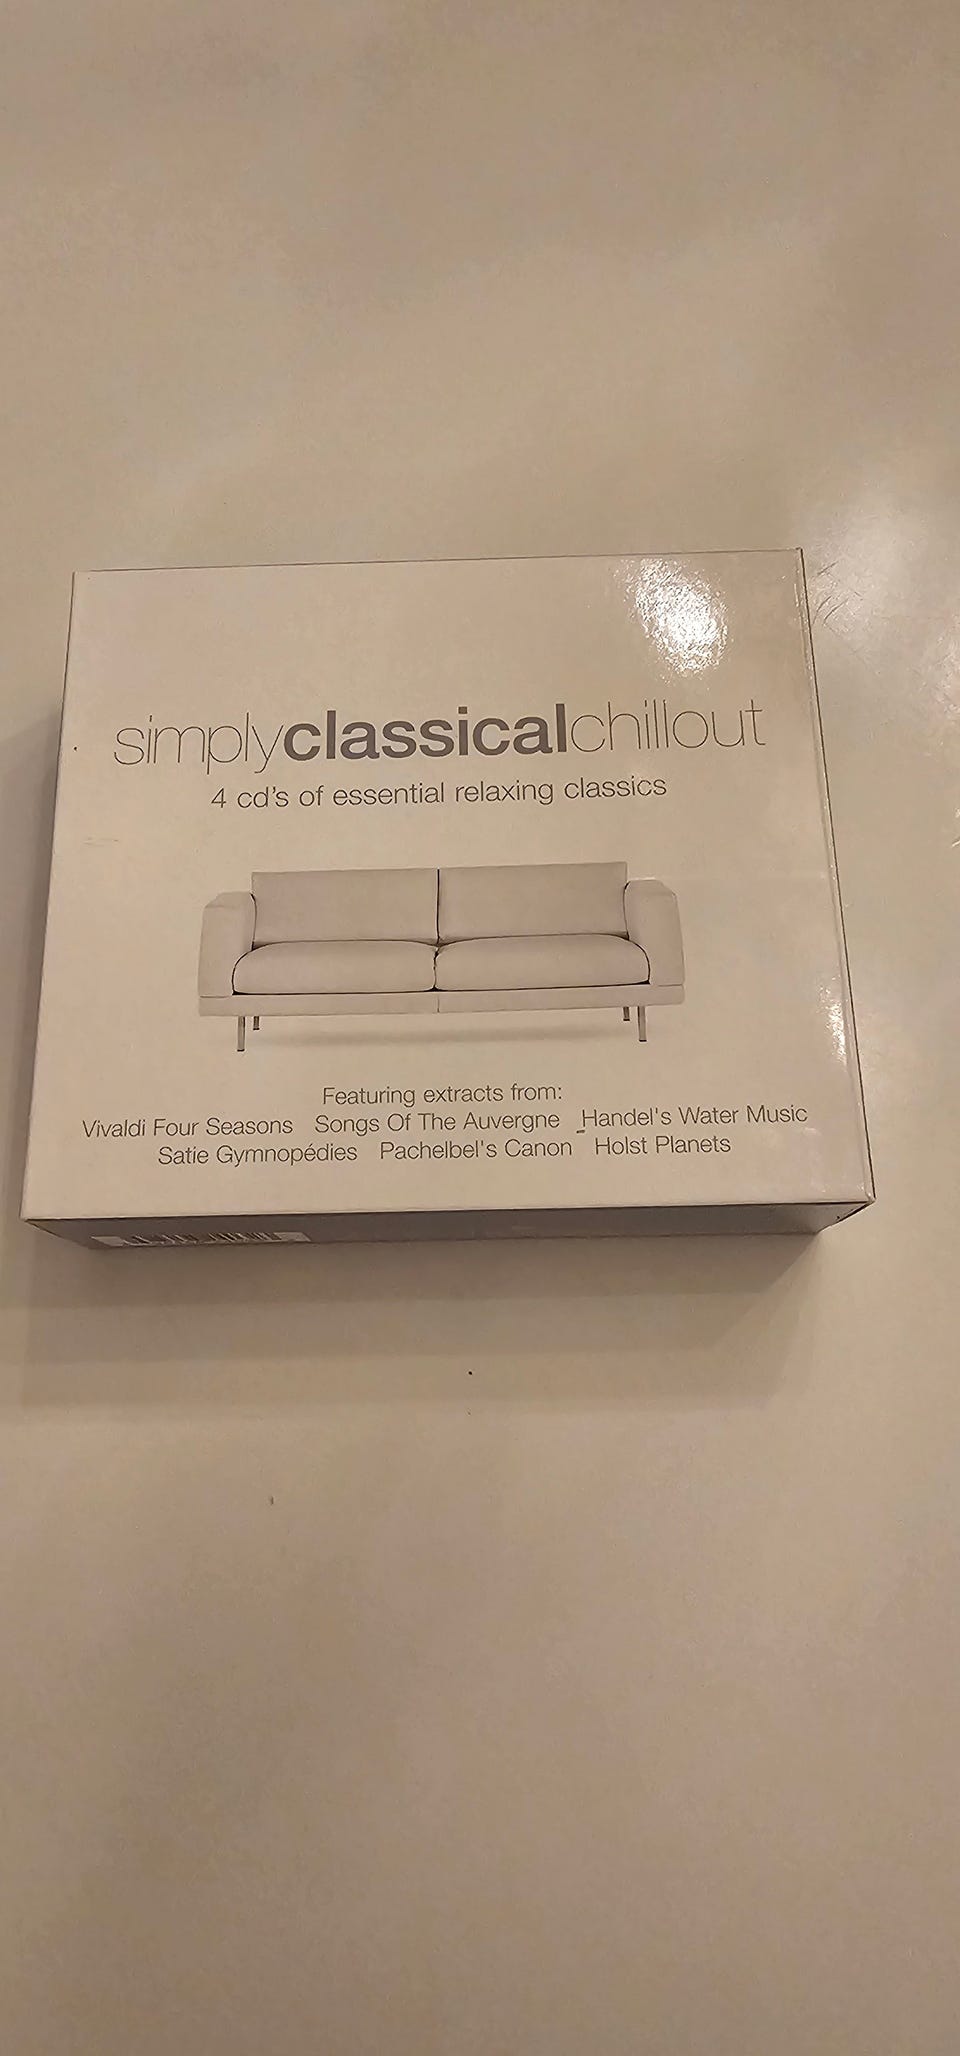 simplyclassicalchillout
4 cd's of essential relaxing classics
Featuring extracts from:
Vivaldi Four Seasons Songs Of The Auvergne Handel's Water Music
Satie Gymnopédies Pachelbel's Canon Holst Planets